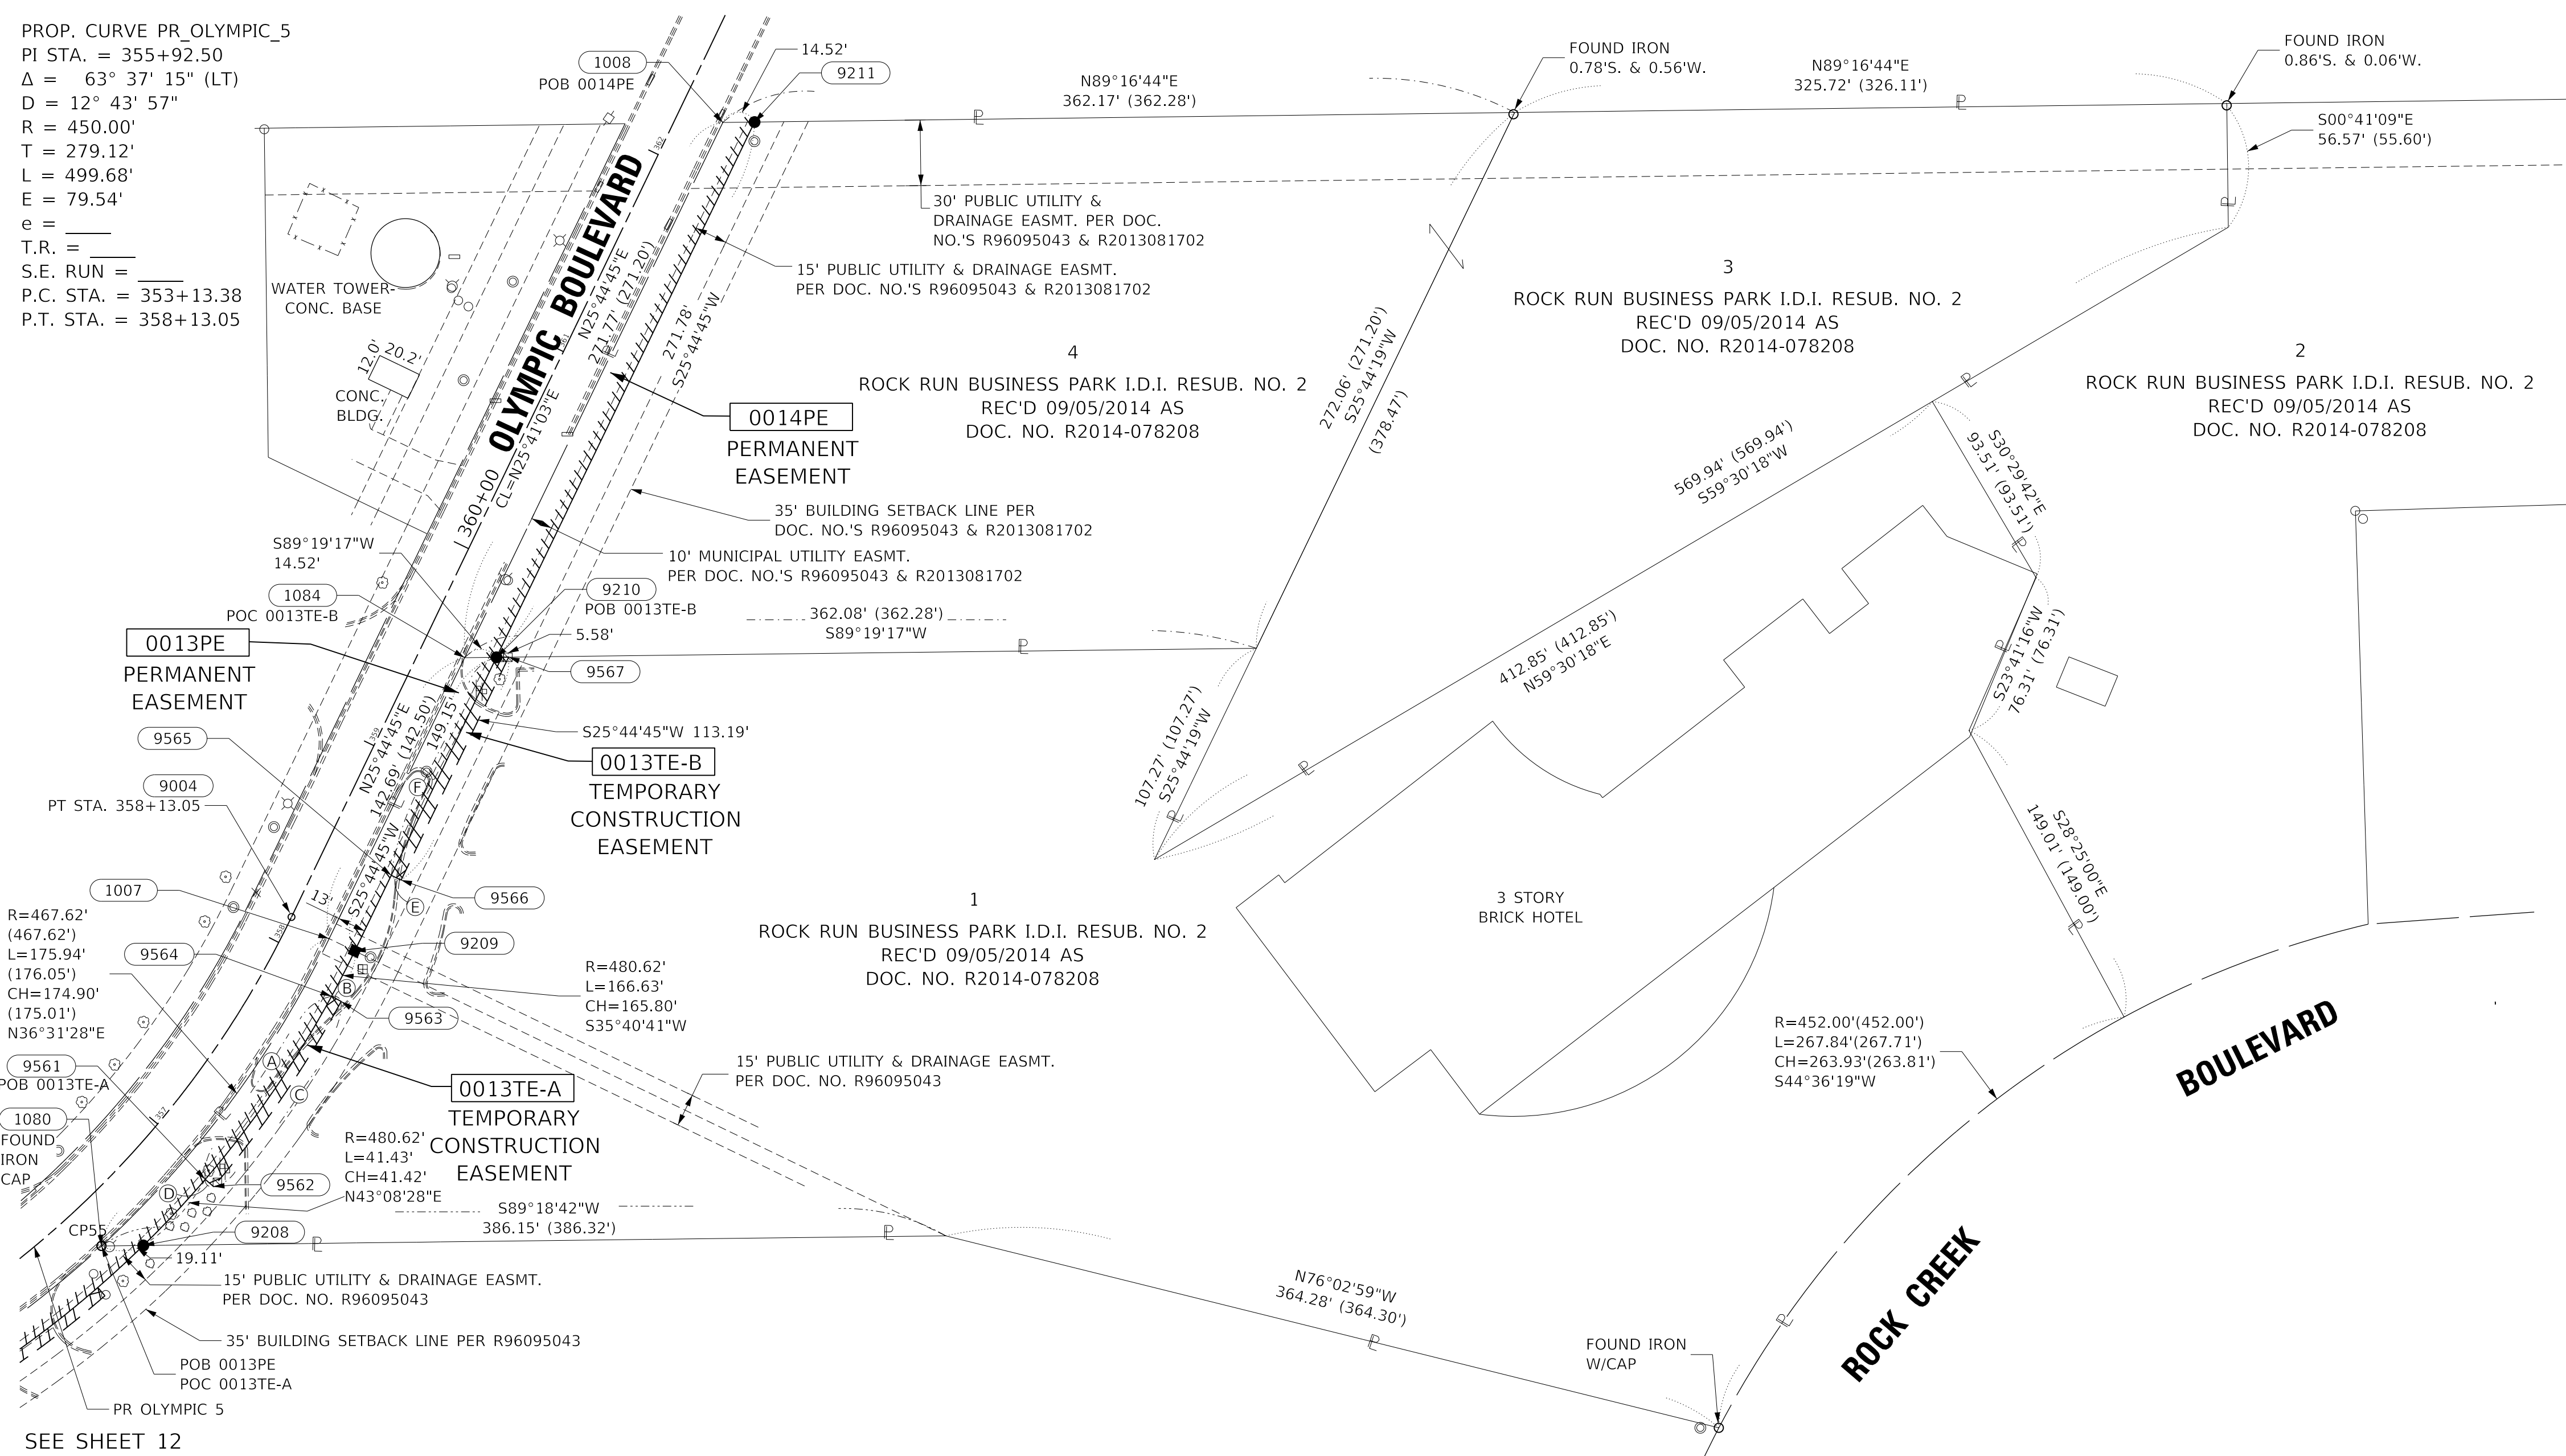 PROP. CURVE PR_OLYMPIC_5
PI STA. = 355+92.50
Δ = 63° 37' 15" (LT)
D = 12° 43' 57"
R = 450.00'
T = 279.12'
L = 499.68'
E = 79.54'
e = ____
T.R. = ____
S.E. RUN = ____
P.C. STA. = 353+13.38
P.T. STA. = 358+13.05
1008
POB 0014PE
14.52'
9211
N89°16'44"E
362.17' (362.28')
FOUND IRON
0.78'S. & 0.56'W.
N89°16'44"E
325.72' (326.11')
FOUND IRON
0.86'S. & 0.06'W.
S00°41'09"E
56.57' (55.60')
362
WATER TOWER-
CONC. BASE
12.0'
20.2'
CONC.
BLDG.
OLYMPIC BOULEVARD
361
360+00
CL=N25°41'03"E
N25°44'45"E
271.77' (271.20')
271.78'
S25°44'45"W
30' PUBLIC UTILITY &
DRAINAGE EASMT. PER DOC.
NO.'S R96095043 & R2013081702
15' PUBLIC UTILITY & DRAINAGE EASMT.
PER DOC. NO.'S R96095043 & R2013081702
4
ROCK RUN BUSINESS PARK I.D.I. RESUB. NO. 2
REC'D 09/05/2014 AS
DOC. NO. R2014-078208
3
ROCK RUN BUSINESS PARK I.D.I. RESUB. NO. 2
REC'D 09/05/2014 AS
DOC. NO. R2014-078208
2
ROCK RUN BUSINESS PARK I.D.I. RESUB. NO. 2
REC'D 09/05/2014 AS
DOC. NO. R2014-078208
0014PE
PERMANENT
EASEMENT
272.06' (271.20')
S25°44'19"W
(378.47')
569.94' (569.94')
S59°30'18"W
S30°29'42"E
93.51' (93.51')
35' BUILDING SETBACK LINE PER
DOC. NO.'S R96095043 & R2013081702
10' MUNICIPAL UTILITY EASMT.
PER DOC. NO.'S R96095043 & R2013081702
S89°19'17"W
14.52'
1084
POC 0013TE-B
9210
POB 0013TE-B
5.58'
9567
362.08' (362.28')
S89°19'17"W
412.85' (412.85')
N59°30'18"E
S23°41'16"W
76.31' (76.31')
0013PE
PERMANENT
EASEMENT
359
N25°44'45"E
142.69' (142.50')
149.15'
S25°44'45"W
S25°44'45"W 113.19'
0013TE-B
TEMPORARY
CONSTRUCTION
EASEMENT
107.27' (107.27')
S25°44'19"W
9565
9004
PT STA. 358+13.05
F
1007
13'
358
9566
E
9209
9564
R=467.62'
(467.62')
L=175.94'
(176.05')
CH=174.90'
(175.01')
N36°31'28"E
1
ROCK RUN BUSINESS PARK I.D.I. RESUB. NO. 2
REC'D 09/05/2014 AS
DOC. NO. R2014-078208
3 STORY
BRICK HOTEL
S28°25'00"E
149.01' (149.00')
R=480.62'
L=166.63'
CH=165.80'
S35°40'41"W
B
9563
A
C
9561
POB 0013TE-A
357
15' PUBLIC UTILITY & DRAINAGE EASMT.
PER DOC. NO. R96095043
R=452.00'(452.00')
L=267.84'(267.71')
CH=263.93'(263.81')
S44°36'19"W
0013TE-A
TEMPORARY
CONSTRUCTION
EASEMENT
1080
FOUND
IRON
CAP
R=480.62'
L=41.43'
CH=41.42'
N43°08'28"E
D
9562
CP55
9208
19.11'
S89°18'42"W
386.15' (386.32')
15' PUBLIC UTILITY & DRAINAGE EASMT.
PER DOC. NO. R96095043
35' BUILDING SETBACK LINE PER R96095043
POB 0013PE
POC 0013TE-A
PR OLYMPIC 5
N76°02'59"W
364.28' (364.30')
FOUND IRON
W/CAP
ROCK CREEK
BOULEVARD
SEE SHEET 12